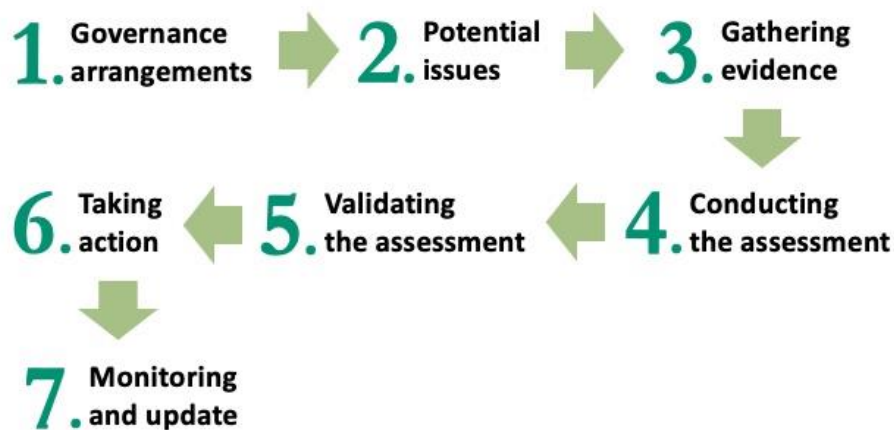 1. Governance
arrangements
2. Potential
issues
3. Gathering
evidence
4. Conducting
the assessment
5. Validating
the assessment
6. Taking
action
7. Monitoring
and update